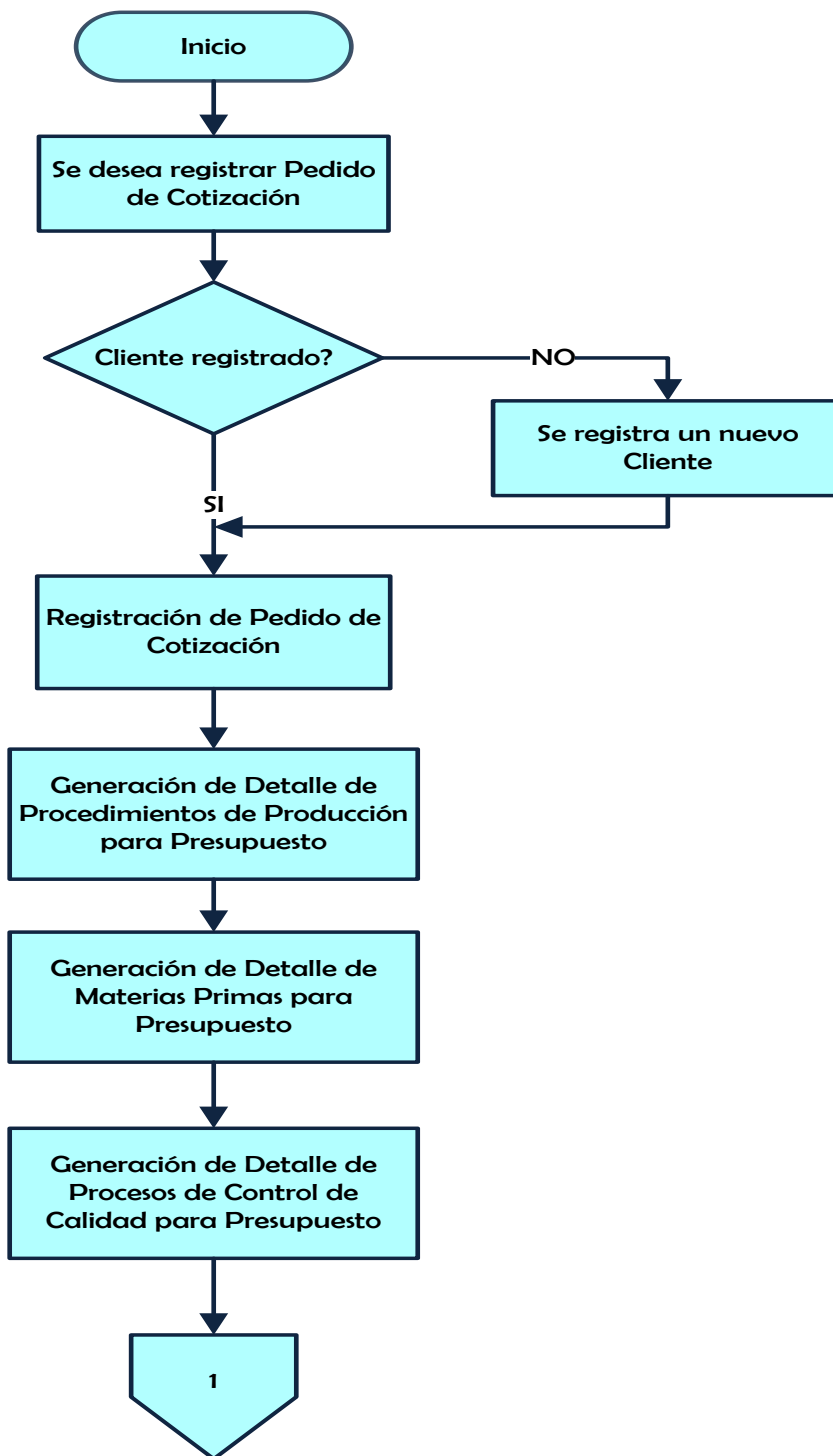 Inicio
Se desea registrar Pedido
de Cotización
Cliente registrado?
NO
Se registra un nuevo
Cliente
SI
Registración de Pedido de
Cotización
Generación de Detalle de
Procedimientos de Producción
para Presupuesto
Generación de Detalle de
Materias Primas para
Presupuesto
Generación de Detalle de
Procesos de Control de
Calidad para Presupuesto
1